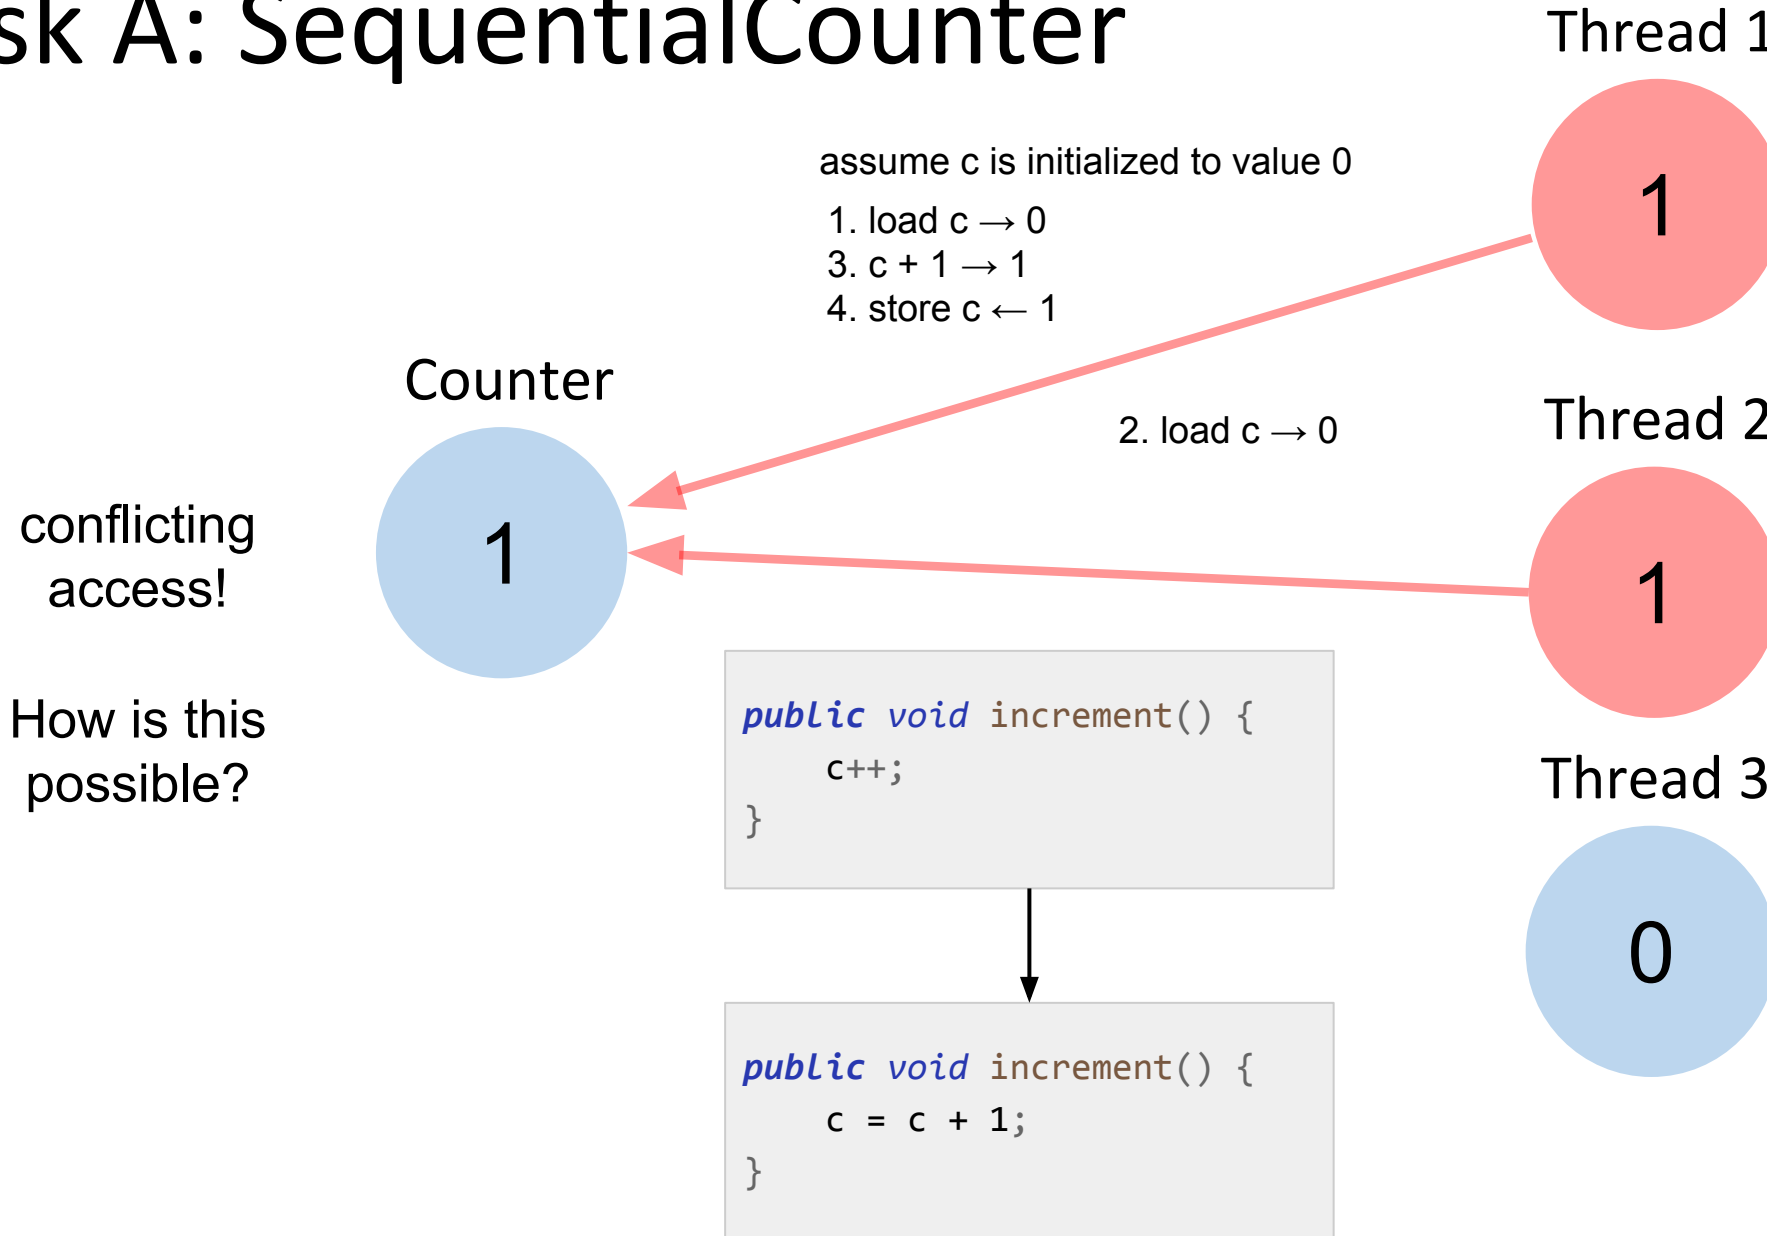 sk A: SequentialCounter
Thread 1
assume c is initialized to value 0
1. load c → 0
3. c + 1 → 1
4. store c ← 1
1
Counter
2. load c → 0
Thread 2
conflicting
access!
1
1
How is this
possible?
public void increment() {
c++;
}
Thread 3
0
public void increment() {
c = c + 1;
}